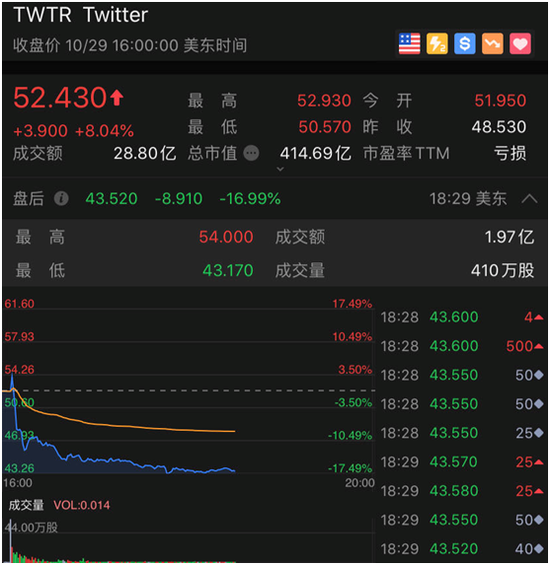 TWTR Twitter
收盘价 10/29 16:00:00 美东时间
52.430 最高 52.930 今开 51.950
+3.900 +8.04% 最低 50.570 昨收 48.530
成交额 28.80亿 总市值 414.69亿 市盈率TTM 亏损
盘后 43.520 -8.910 -16.99% 18:29 美东
最高 54.000 成交额 1.97亿
最低 43.170 成交量 410万股
61.60 17.49%
57.93 10.49%
54.26 3.50%
50.60 -3.50%
46.93 -10.49%
43.26 -17.49%
16:00 20:00
成交量 VOL:0.014
44.00万股
18:28 43.600 4
18:28 43.600 500
18:28 43.550 50
18:28 43.550 50
18:28 43.550 25
18:29 43.570 25
18:29 43.580 25
18:29 43.550 50
18:29 43.520 40